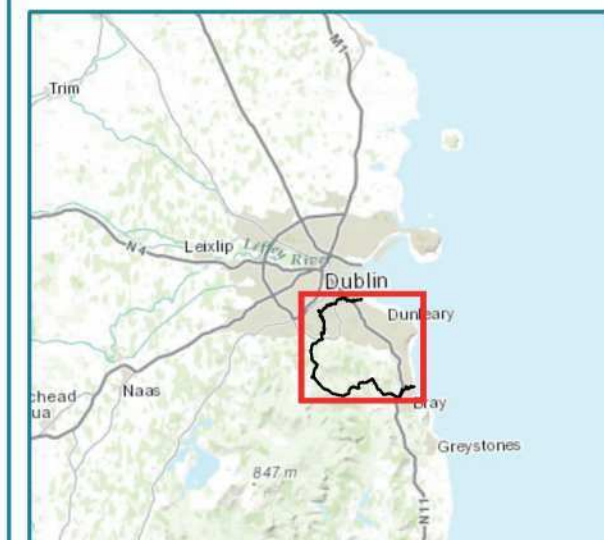 M1
Trim
Leixlip
Liffey River
N4
Dublin
Dunleary
Naas
chead
ua
Bray
Greystones
847 m
N11